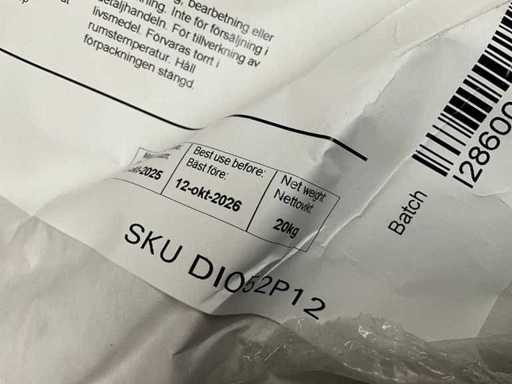 bearbetning eller
detaljhandeln. Inte för försäljning i
livsmedel. För tillverkning av
rumstemperatur. Håll
förpackningen stängd.
Förvaras torrt i
-2025
Best use before:
Bäst före:
12-okt-2026
Net weight
Nettovikt
20kg
SKU DIO52P12
Batch
128600